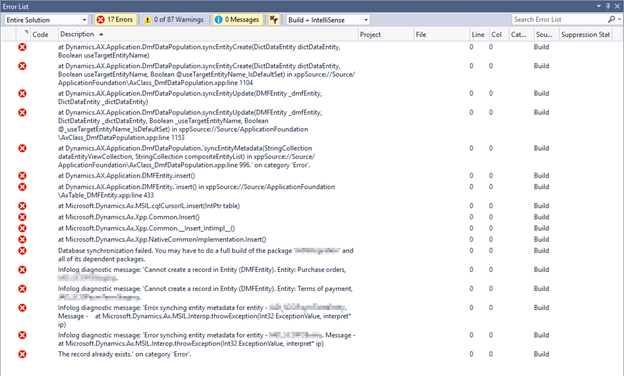 Error List
Entire Solution
17 Errors
0 of 87 Warnings
0 Messages
Build + IntelliSense
Search Error List
Code Description Project File Line Col Cat... Sou... Suppression Stat
at Dynamics.AX.Application.DmfDataPopulation.syncEntityCreate(DictDataEntity dictDataEntity, 0 0 Build
Boolean useTargetEntityName)
at Dynamics.AX.Application.DmfDataPopulation.syncEntityCreate(DictDataEntity dictDataEntity, 0 0 Build
Boolean useTargetEntityName, Boolean @useTargetEntityName_IsDefaultSet) in xppSource://Source/
ApplicationFoundation\AxClass_DmfDataPopulation.xpp:line 1104
at Dynamics.AX.Application.DmfDataPopulation.syncEntityUpdate(DMFEntity _dmfEntity, 0 0 Build
DictDataEntity _dictDataEntity)
at Dynamics.AX.Application.DmfDataPopulation.syncEntityUpdate(DMFEntity _dmfEntity, 0 0 Build
DictDataEntity _dictDataEntity, Boolean _useTargetEntityName, Boolean
@_useTargetEntityName_IsDefaultSet) in xppSource://Source/ApplicationFoundation
\AxClass_DmfDataPopulation.xpp:line 1153
at Dynamics.AX.Application.DmfDataPopulation.`syncEntityMetadata(StringCollection 0 0 Build
dataEntityViewCollection, StringCollection compositeEntityList) in xppSource://Source/
ApplicationFoundation\AxClass_DmfDataPopulation.xpp:line 996.' on category 'Error'.
at Dynamics.AX.Application.DMFEntity.insert() 0 0 Build
at Dynamics.AX.Application.DMFEntity.`insert() in xppSource://Source/ApplicationFoundation 0 0 Build
\AxTable_DMFEntity.xpp:line 433
at Microsoft.Dynamics.Ax.MSIL.cqlCursorIL.insert(IntPtr table) 0 0 Build
at Microsoft.Dynamics.Ax.Xpp.Common.Insert() 0 0 Build
at Microsoft.Dynamics.Ax.Xpp.Common.__Insert_IntImpl__() 0 0 Build
at Microsoft.Dynamics.Ax.Xpp.NativeCommonImplementation.Insert() 0 0 Build
Database synchronization failed. You may have to do a full build of the package ' ' and 0 0 Build
all of its dependent packages.
Infolog diagnostic message: 'Cannot create a record in Entity (DMFEntity). Entity: Purchase orders, 0 0 Build
Infolog diagnostic message: 'Cannot create a record in Entity (DMFEntity). Entity: Terms of payment, 0 0 Build
Infolog diagnostic message: 'Error synching entity metadata for entity - 0 0 Build
Message - at Microsoft.Dynamics.Ax.MSIL.Interop.throwException(Int32 ExceptionValue, interpret*
ip)
Infolog diagnostic message: 'Error synching entity metadata for entity - . Message - 0 0 Build
at Microsoft.Dynamics.Ax.MSIL.Interop.throwException(Int32 ExceptionValue, interpret* ip)
The record already exists.' on category 'Error'. 0 0 Build